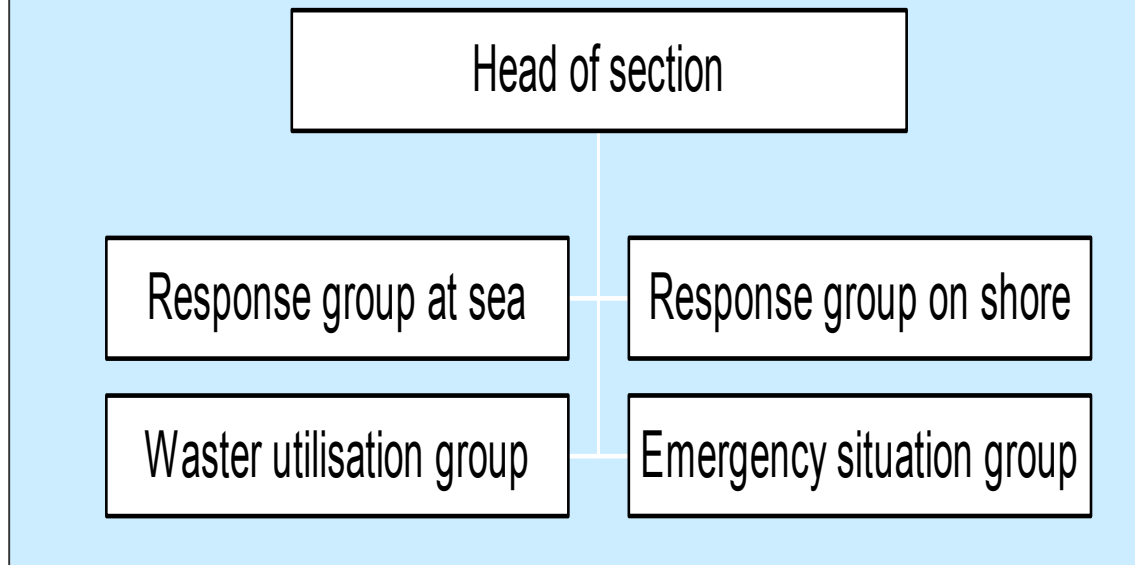 Head of section
Response group at sea
Response group on shore
Waster utilisation group
Emergency situation group